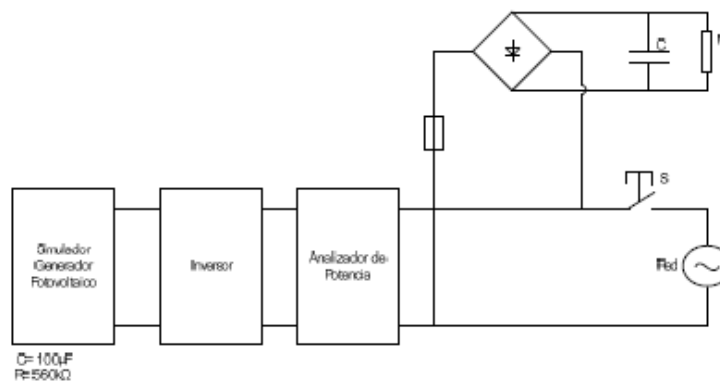 C
S
Simulador
Generador
Fotovoltaico
Inversor
Analizador de-
Potencia
Red
C= 100µF
R=560kΩ